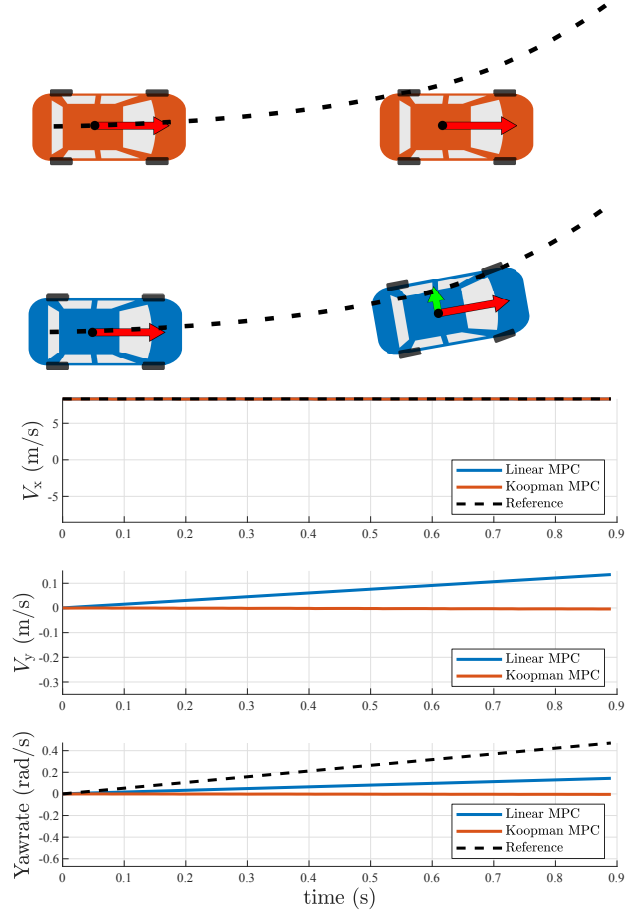 5
0
-5
V_x (m/s)
Linear MPC
Koopman MPC
Reference
0 0.1 0.2 0.3 0.4 0.5 0.6 0.7 0.8 0.9
0.1
0
-0.1
-0.2
-0.3
V_y (m/s)
Linear MPC
Koopman MPC
0 0.1 0.2 0.3 0.4 0.5 0.6 0.7 0.8 0.9
0.4
0.2
0
-0.2
-0.4
-0.6
Yawrate (rad/s)
Linear MPC
Koopman MPC
Reference
0 0.1 0.2 0.3 0.4 0.5 0.6 0.7 0.8 0.9
time (s)